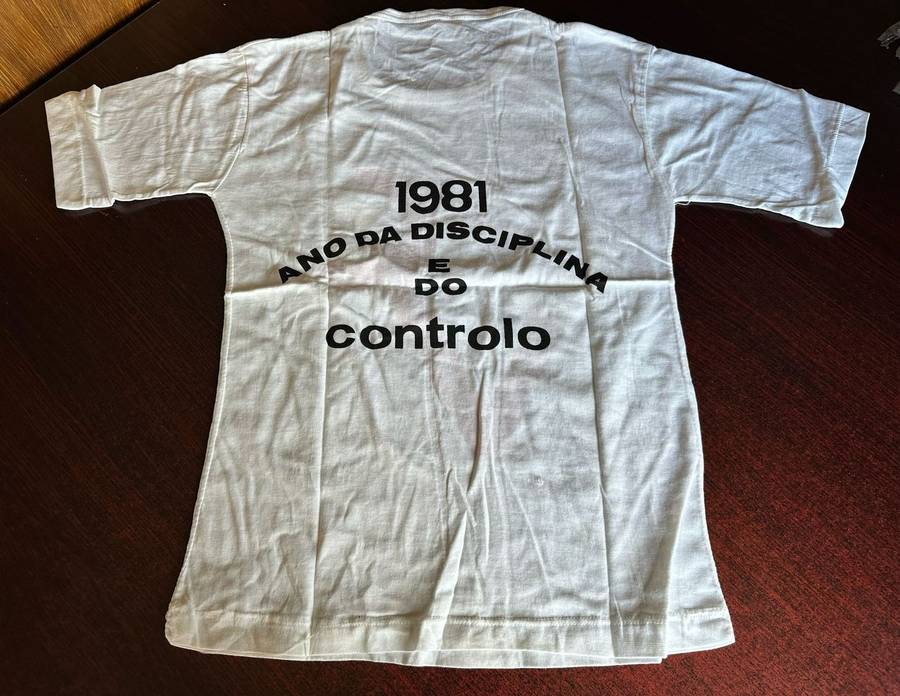 1981
ANO DA DISCIPLINA
E
DO
controlo